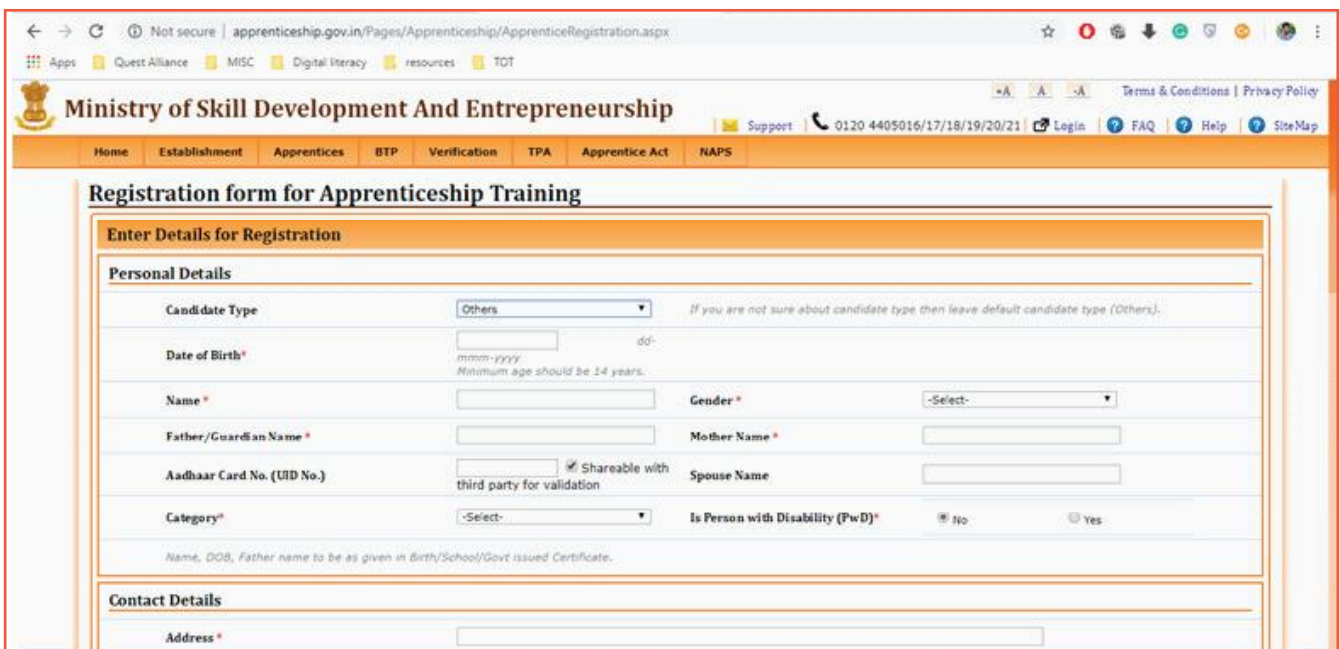 Not secure | apprenticeship.gov.in/Pages/Apprenticeship/ApprenticeRegistration.aspx
Apps Quest Alliance MISC Digital literacy resources TOT
+A A -A Terms & Conditions | Privacy Policy
Ministry of Skill Development And Entrepreneurship
| Support | 0120 4405016/17/18/19/20/21 | Login | FAQ | Help | SiteMap
Home Establishment Apprentices BTP Verification TPA Apprentice Act NAPS
Registration form for Apprenticeship Training
Enter Details for Registration
Personal Details
Candidate Type Others If you are not sure about candidate type then leave default candidate type (Others).
Date of Birth* dd-
mmm-yyyy
Minimum age should be 14 years.
Name * Gender * -Select-
Father/Guardian Name * Mother Name *
Aadhaar Card No. (UID No.) Shareable with
third party for validation Spouse Name
Category* -Select- Is Person with Disability (PwD)* No Yes
Name, DOB, Father name to be as given in Birth/School/Govt issued Certificate.
Contact Details
Address *